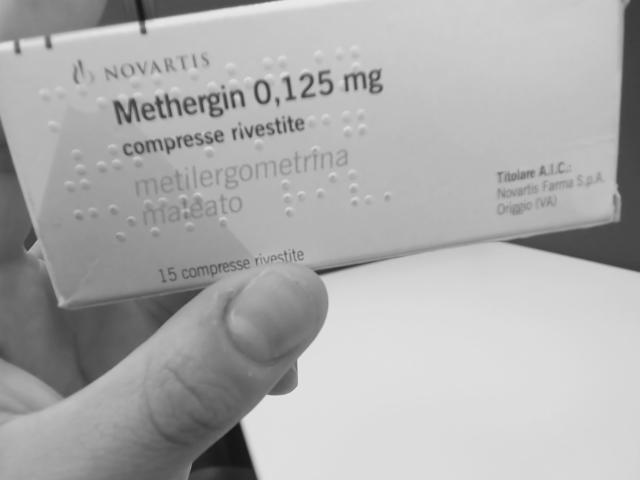 NOVARTIS
Methergin 0,125 mg
compresse rivestite
metilergometrina
maleato
15 compresse rivestite
Titolare A.I.C.:
Novartis Farma S.p.A.
Origgio (VA)